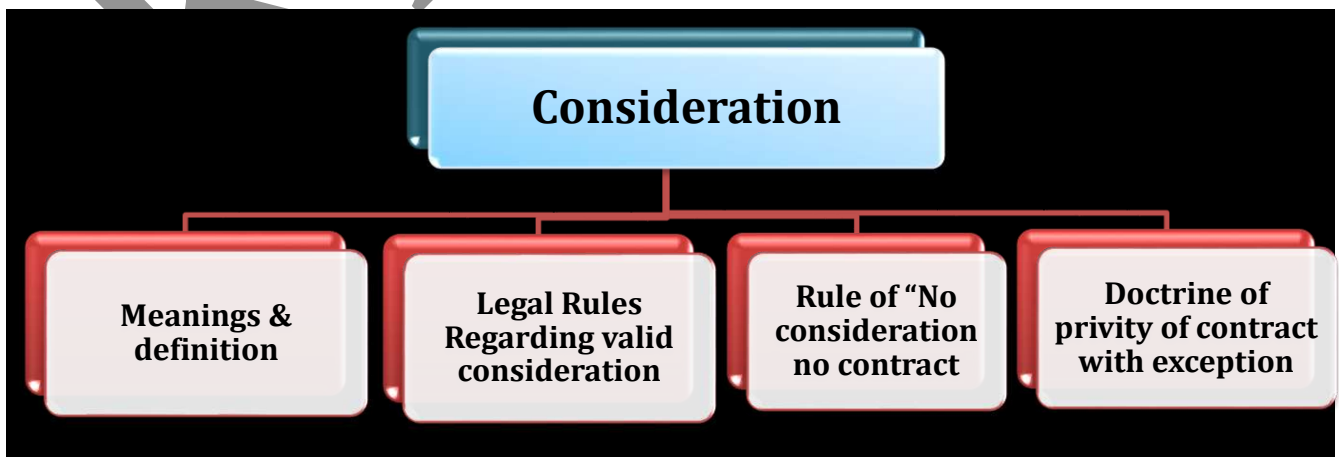 Consideration
Meanings &
definition
Legal Rules
Regarding valid
consideration
Rule of “No
consideration
no contract
Doctrine of
privity of contract
with exception